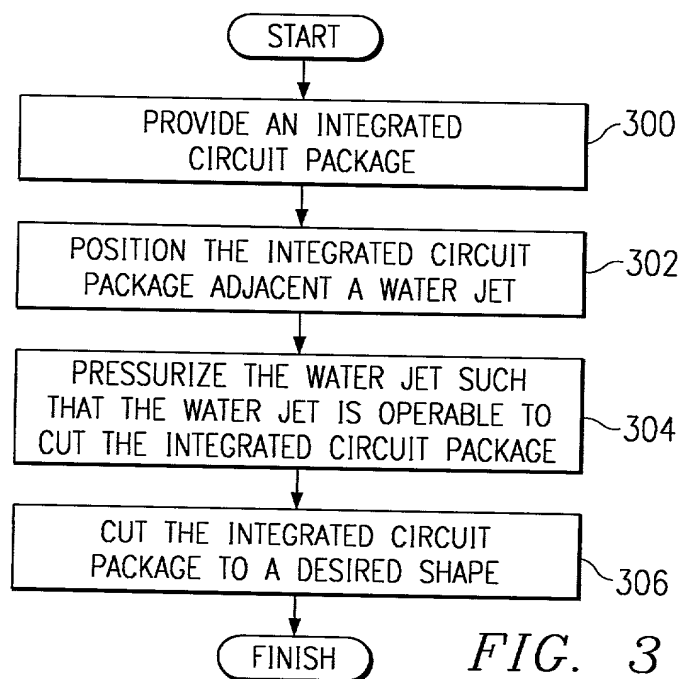 START
PROVIDE AN INTEGRATED
CIRCUIT PACKAGE
300
POSITION THE INTEGRATED CIRCUIT
PACKAGE ADJACENT A WATER JET
302
PRESSURIZE THE WATER JET SUCH
THAT THE WATER JET IS OPERABLE TO
CUT THE INTEGRATED CIRCUIT PACKAGE
304
CUT THE INTEGRATED CIRCUIT
PACKAGE TO A DESIRED SHAPE
306
FINISH
FIG. 3